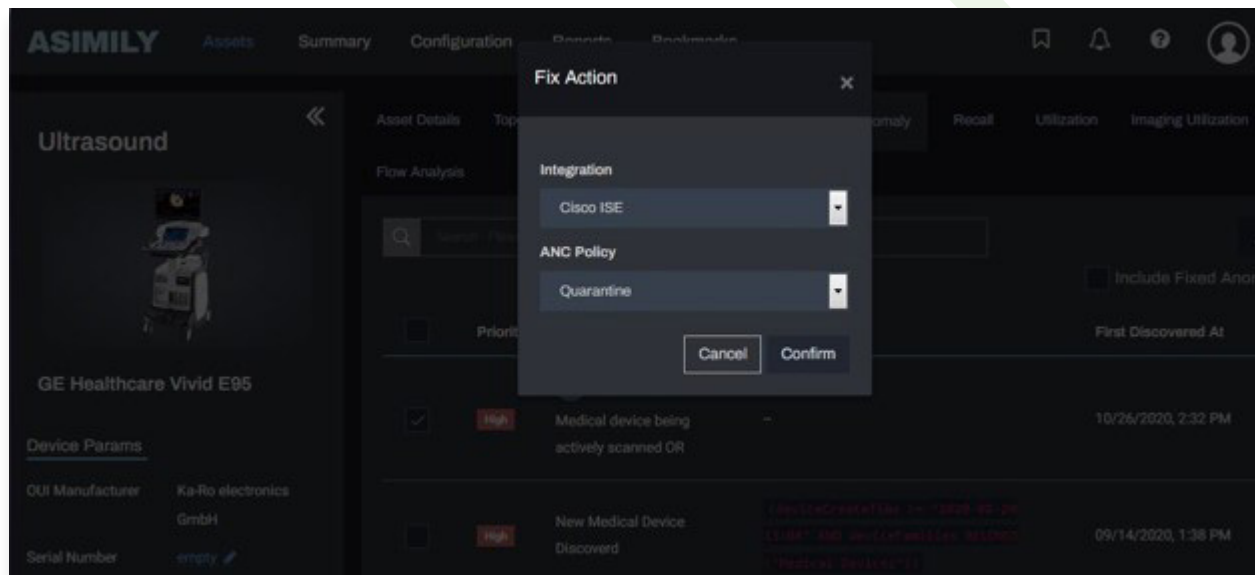 ASIMILY Assets Summary Configuration Reports Bookmarks
Fix Action
Ultrasound
Asset Details Recall Utilization Imaging Utilization
Flow Analysis
Integration
Cisco ISE
ANC Policy
Quarantine
Include Fixed
First Discovered At
Cancel Confirm
GE Healthcare Vivid E95
High Medical device being actively scanned OR – 10/26/2020, 2:32 PM
Device Params
OUI Manufacturer Ka-Ro electronics GmbH
High New Medical Device Discoverd 09/14/2020, 1:38 PM
Serial Number empty